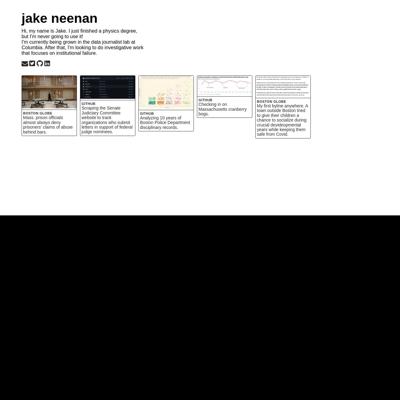 jake neenan
Hi, my name is Jake. I just finished a physics degree,
but I'm never going to use it!
I'm currently being grown in the data journalist lab at
Columbia. After that, I'm looking to do investigative work
that focuses on institutional failure.
BOSTON GLOBE
Mass. prison officials
almost always deny
prisoners' claims of abuse
behind bars.
GITHUB
Scraping the Senate
Judiciary Committee
website to track
organizations who submit
letters in support of federal
judge nominees.
GITHUB
Analyzing 10 years of
Boston Police Department
disciplinary records.
GITHUB
Checking in on
Massachusetts cranberry
bogs.
BOSTON GLOBE
My first byline anywhere. A
town outside Boston tried
to give their children a
chance to socialize during
crucial developmental
years while keeping them
safe from Covid.